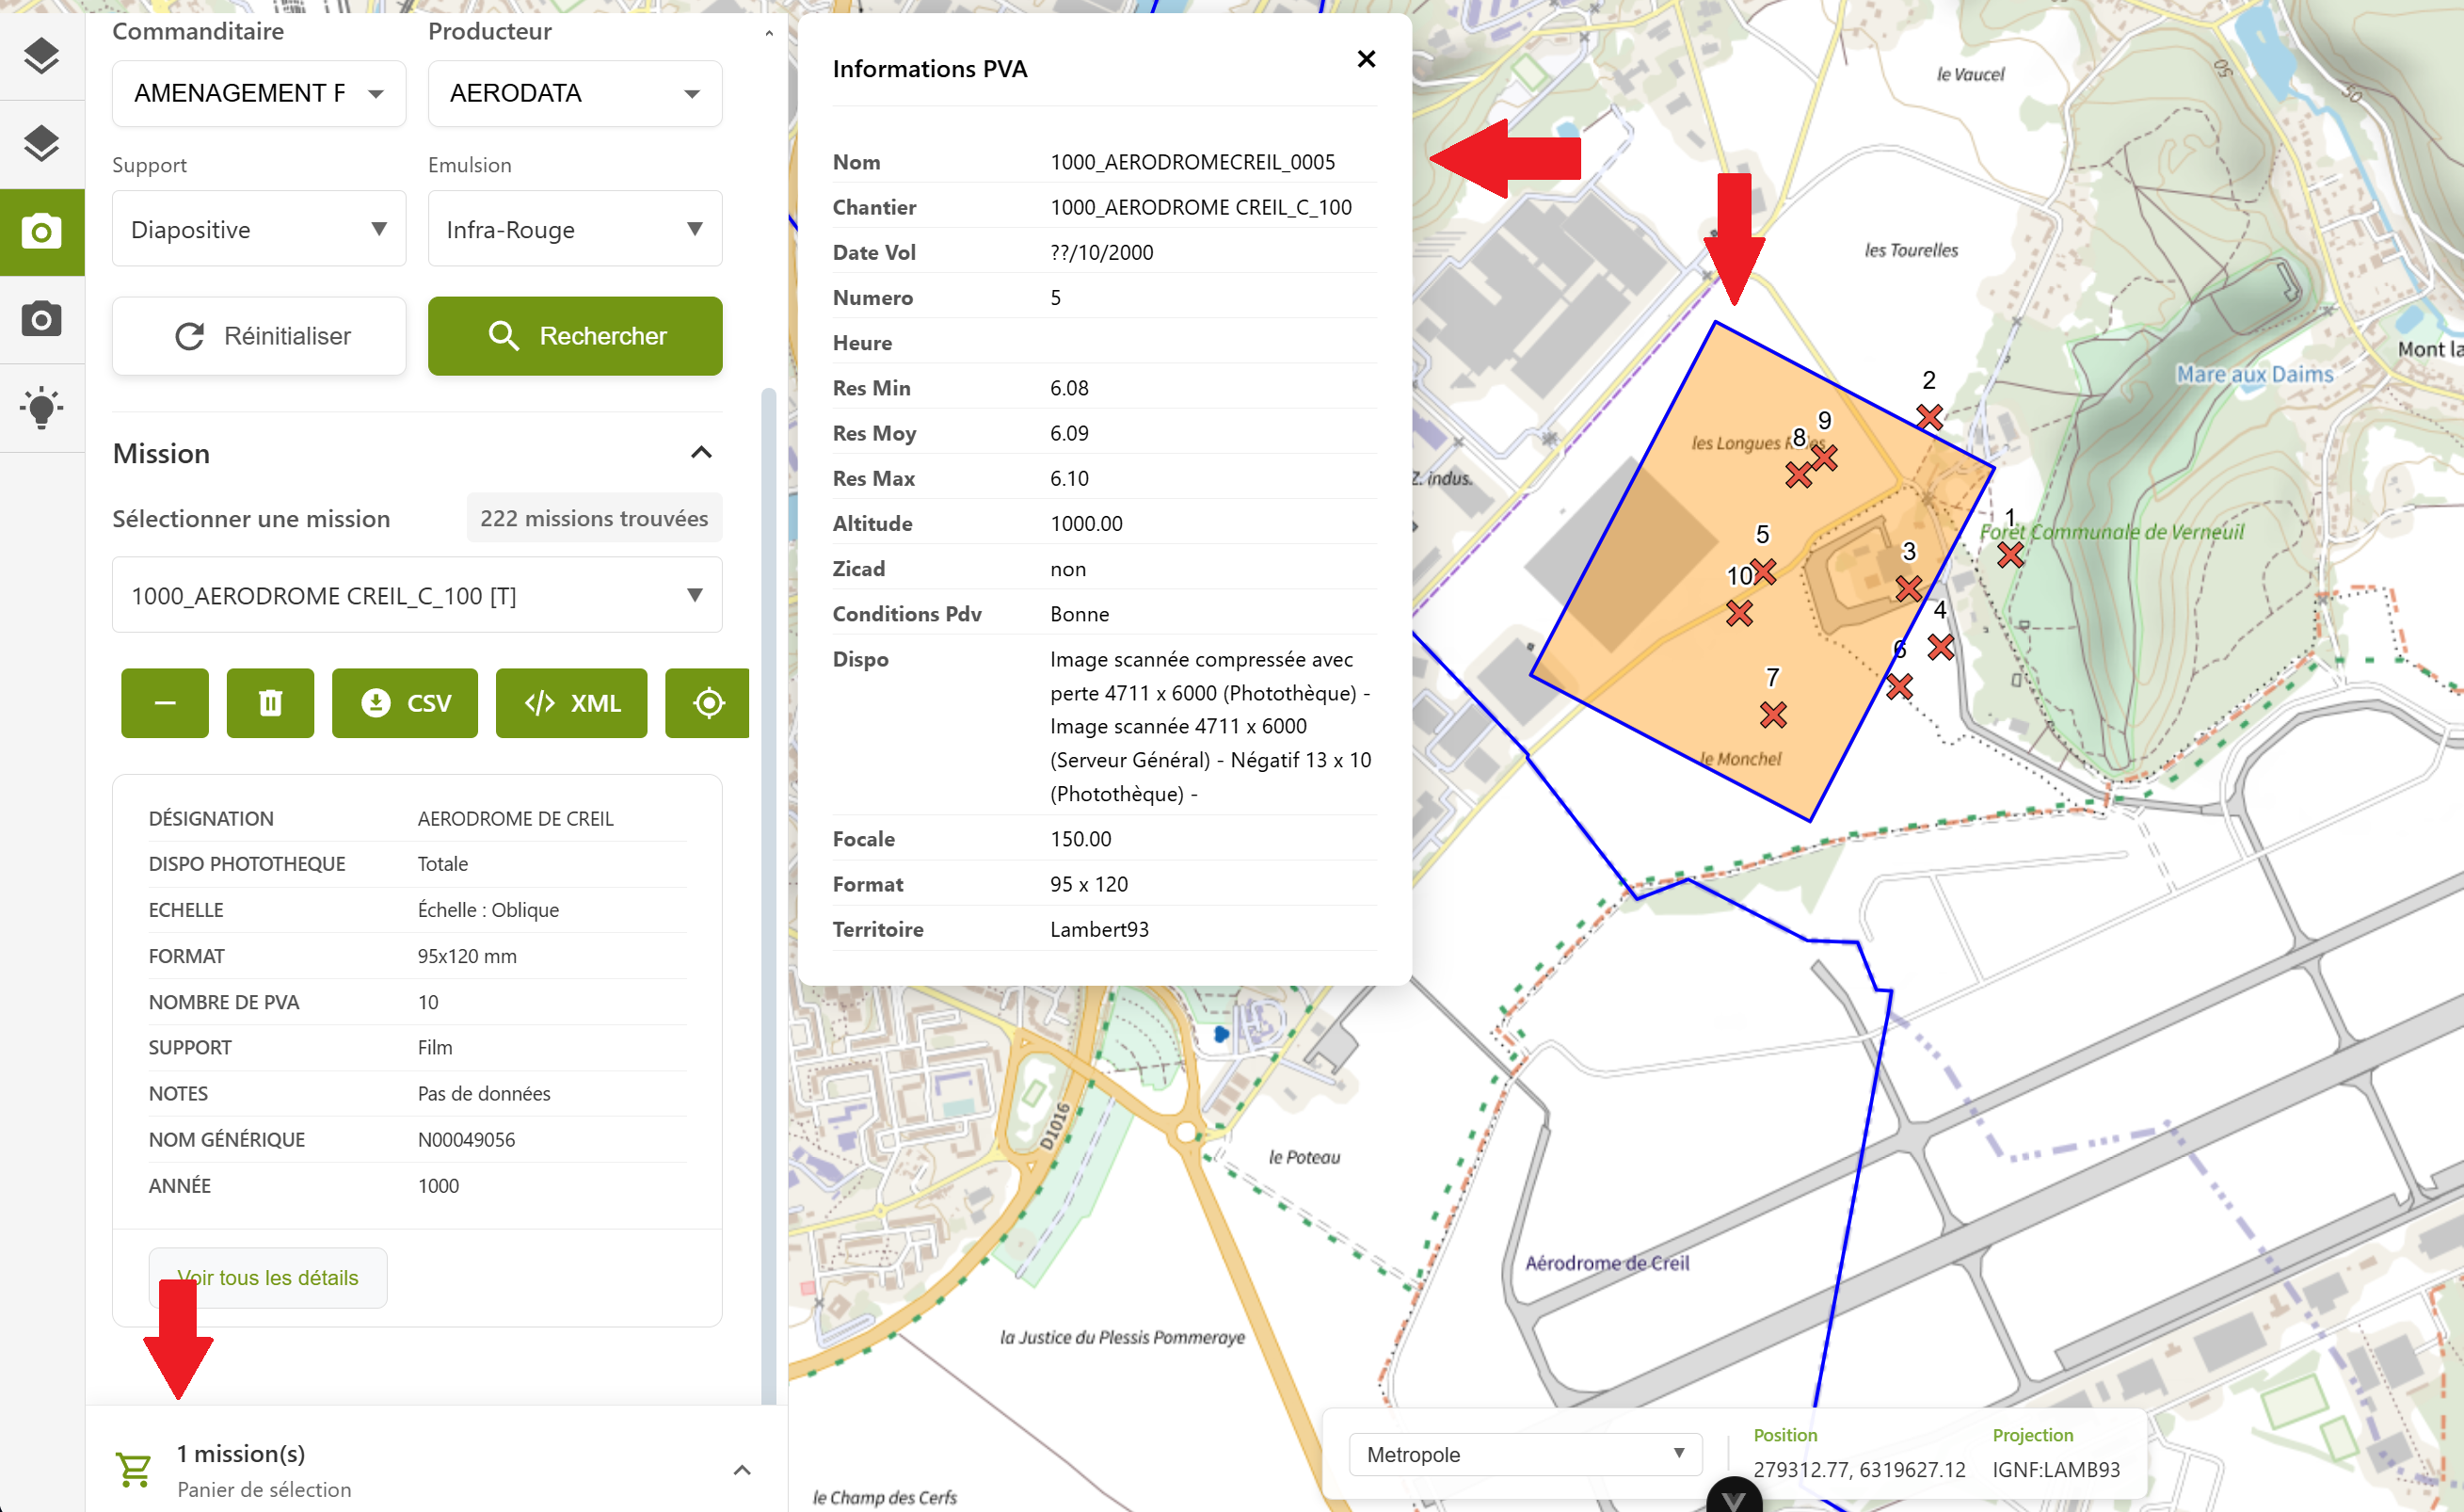 Commanditaire
Producteur
AMENAGEMENT F
AERODATA
Support
Emulsion
Diapositive
Infra-Rouge
Réinitialiser
Rechercher
Mission
Sélectionner une mission
222 missions trouvées
1000_AERODROME CREIL_C_100 [T]
CSV
XML
DÉSIGNATION AERODROME DE CREIL
DISPO PHOTOTHEQUE Totale
ECHELLE Échelle : Oblique
FORMAT 95x120 mm
NOMBRE DE PVA 10
SUPPORT Film
NOTES Pas de données
NOM GÉNÉRIQUE N00049056
ANNÉE 1000
Voir tous les détails
1 mission(s)
Panier de sélection
Informations PVA
Nom 1000_AERODROMECREIL_0005
Chantier 1000_AERODROME CREIL_C_100
Date Vol ??/10/2000
Numero 5
Heure
Res Min 6.08
Res Moy 6.09
Res Max 6.10
Altitude 1000.00
Zicad non
Conditions Pdv Bonne
Dispo Image scannée compressée avec
perte 4711 x 6000 (Photothèque) -
Image scannée 4711 x 6000
(Serveur Général) - Négatif 13 x 10
(Photothèque) -
Focale 150.00
Format 95 x 120
Territoire Lambert93
le Vaucel
50
50
les Tourelles
Mont la
Mare aux Daims
2
9
8
les Longues
Z. indus.
1
Forêt Communale de Verneuil
5
3
10
4
6
7
le Monchel
D1016
le Poteau
Aérodrome de Creil
la Justice du Plessis Pommeraye
le Champ des Cerfs
Metropole
Position
279312.77, 6319627.12
Projection
IGNF:LAMB93